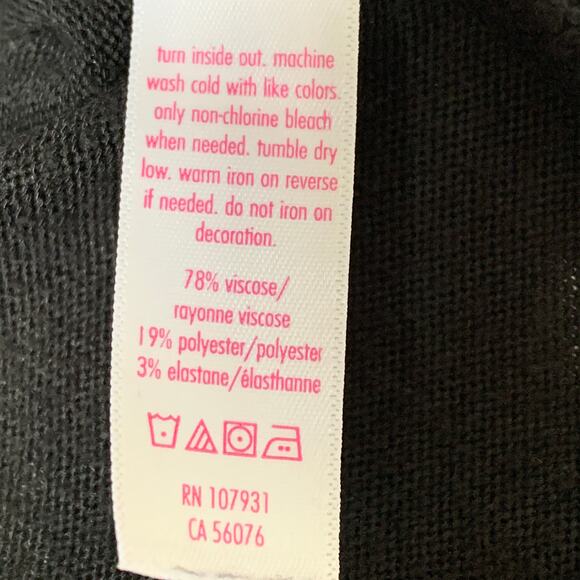 turn inside out. machine
wash cold with like colors.
only non-chlorine bleach
when needed. tumble dry
low. warm iron on reverse
if needed. do not iron on
decoration.
78% viscose/
rayonne viscose
19% polyester/polyester
3% elastane/élasthanne
RN 107931
CA 56076